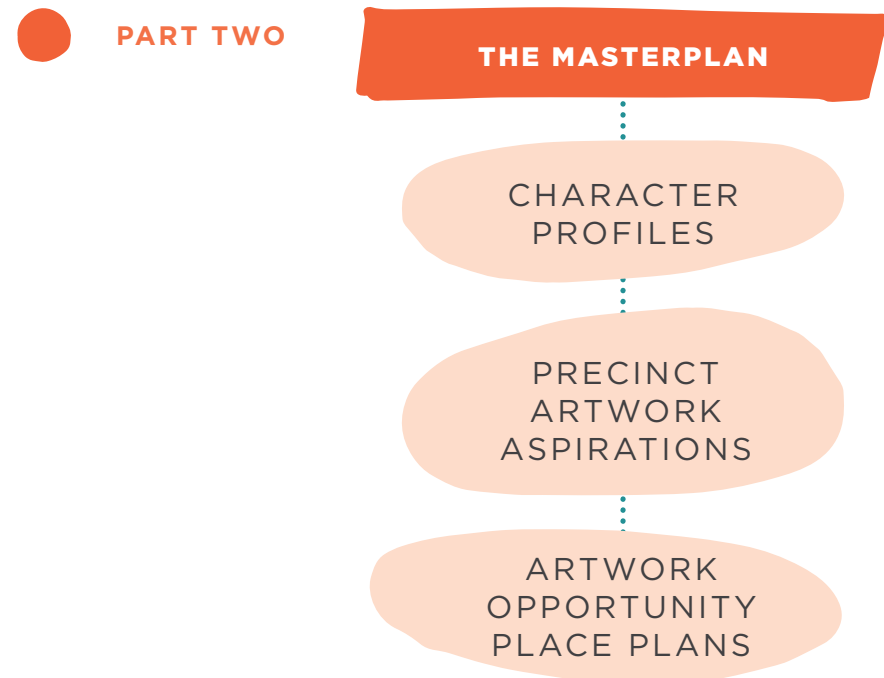 PART TWO
THE MASTERPLAN
CHARACTER
PROFILES
PRECINCT
ARTWORK
ASPIRATIONS
ARTWORK
OPPORTUNITY
PLACE PLANS